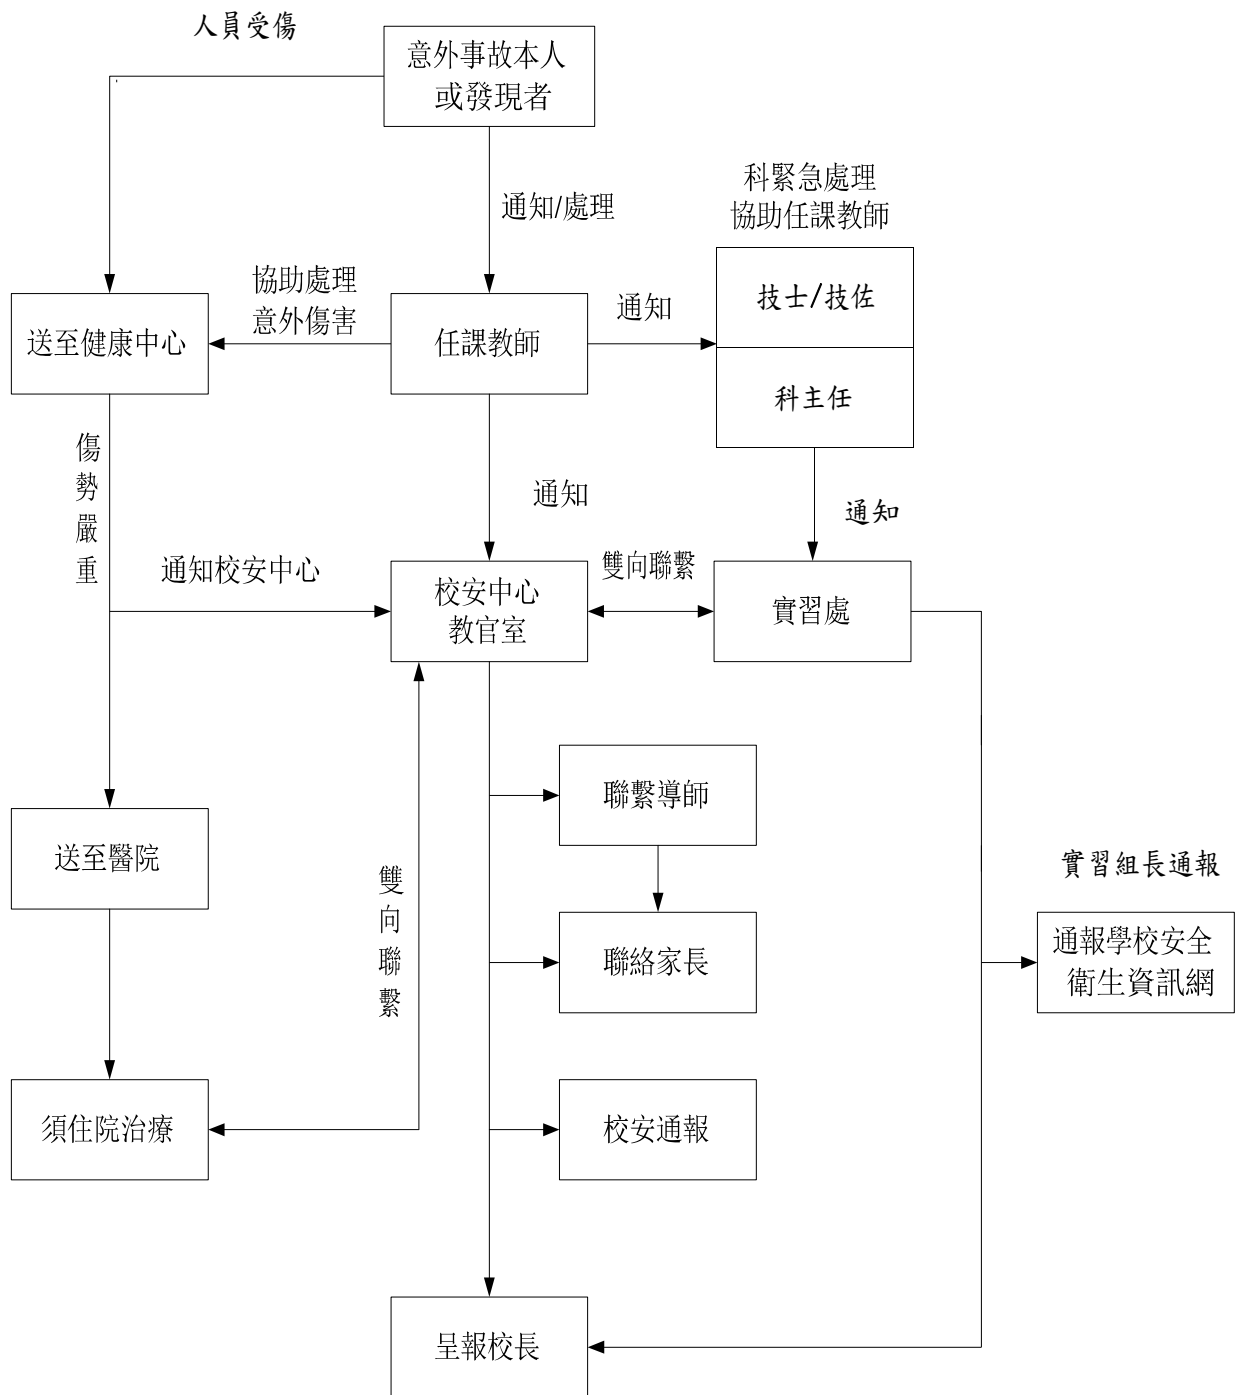 人員受傷
意外事故本人
或發現者
通知/處理
科緊急處理
協助任課教師
技士/技佐
科主任
協助處理
意外傷害
通知
送至健康中心
任課教師
傷勢嚴重
通知
通知
通知校安中心
雙向聯繫
校安中心
教官室
實習處
聯繫導師
送至醫院
雙向聯繫
實習組長通報
聯絡家長
通報學校安全
衛生資訊網
須住院治療
校安通報
呈報校長